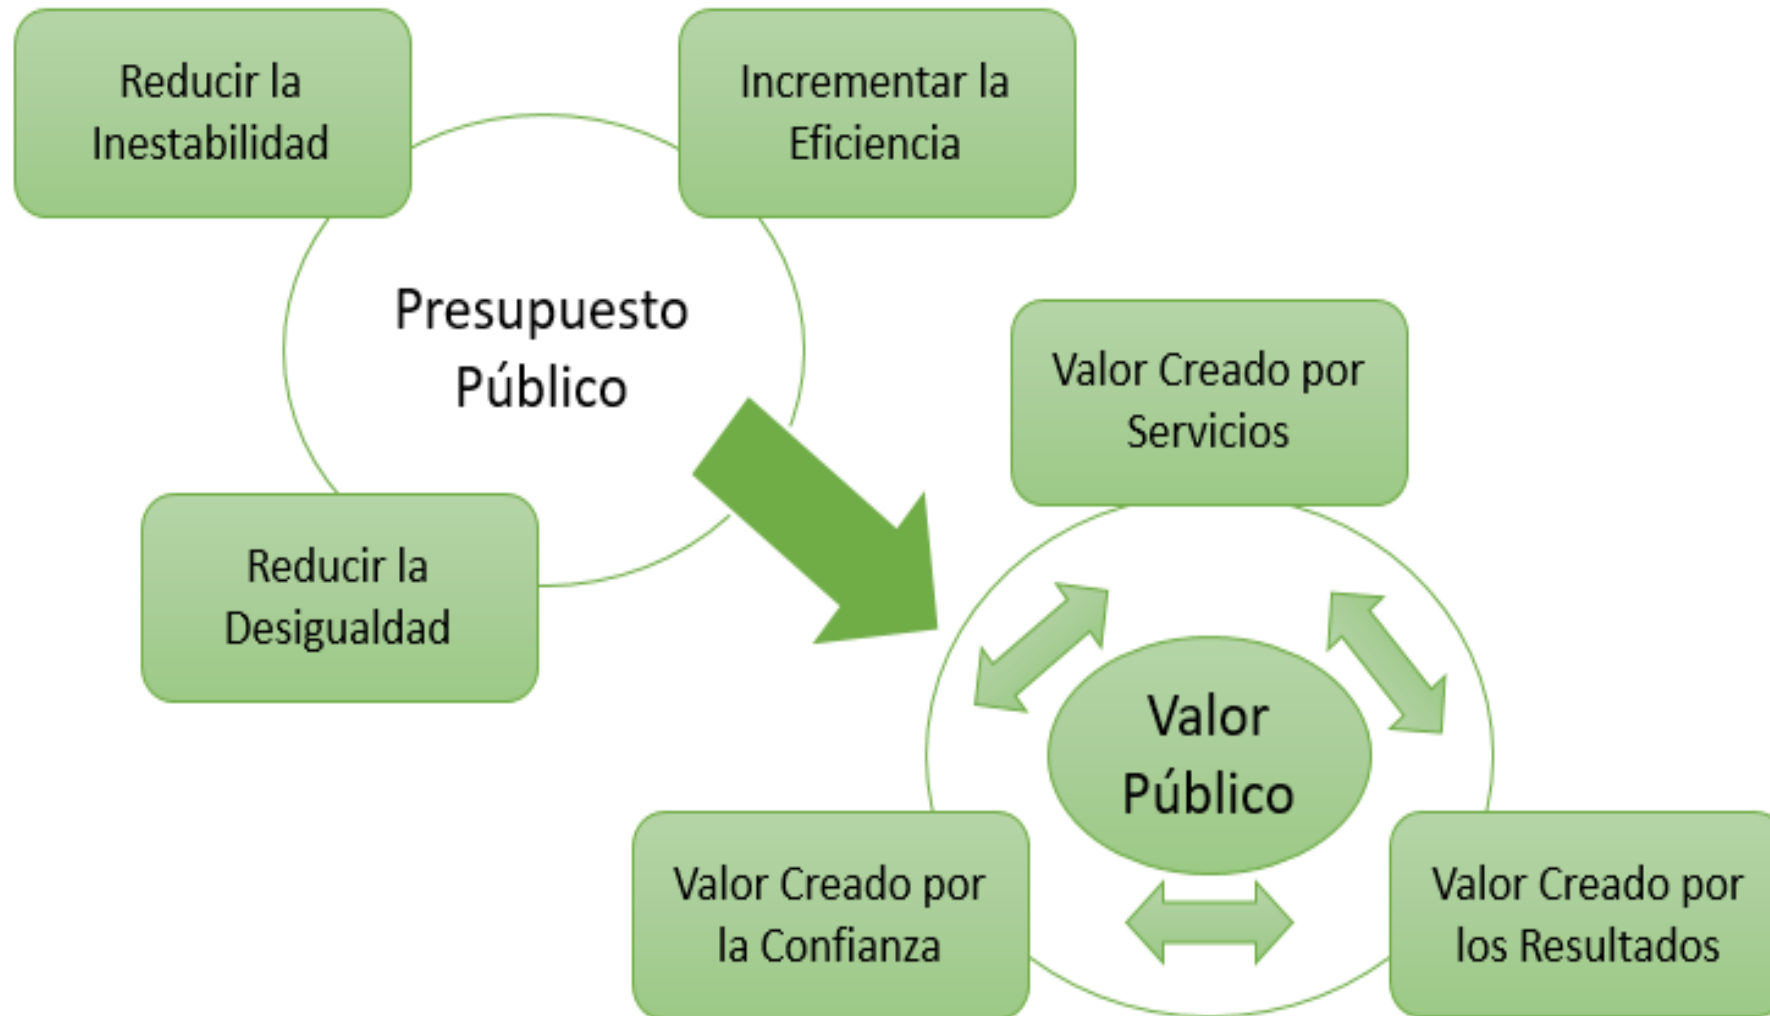 Reducir la
Inestabilidad
Incrementar la
Eficiencia
Presupuesto
Público
Reducir la
Desigualdad
Valor Creado por
Servicios
Valor
Público
Valor Creado por
la Confianza
Valor Creado por
los Resultados